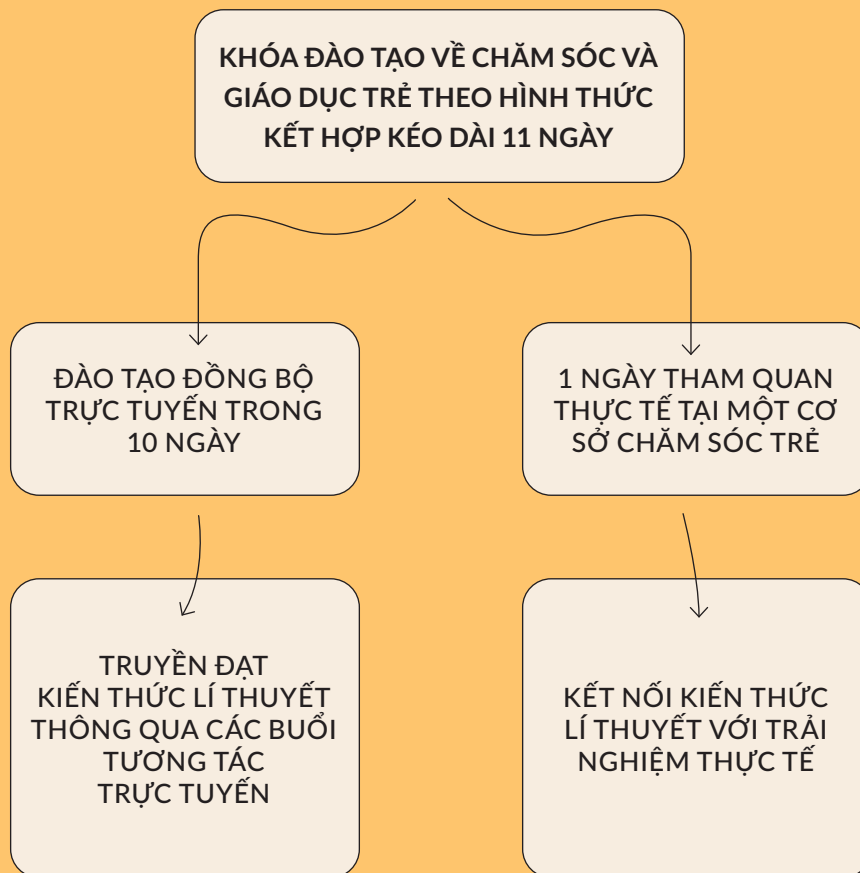 KHÓA ĐÀO TẠO VỀ CHĂM SÓC VÀ
GIÁO DỤC TRẺ THEO HÌNH THỨC
KẾT HỢP KÉO DÀI 11 NGÀY
ĐÀO TẠO ĐỒNG BỘ
TRỰC TUYẾN TRONG
10 NGÀY
1 NGÀY THAM QUAN
THỰC TẾ TẠI MỘT CƠ
SỞ CHĂM SÓC TRẺ
TRUYỀN ĐẠT
KIẾN THỨC LÍ THUYẾT
THÔNG QUA CÁC BUỔI
TƯƠNG TÁC
TRỰC TUYẾN
KẾT NỐI KIẾN THỨC
LÍ THUYẾT VỚI TRẢI
NGHIỆM THỰC TẾ